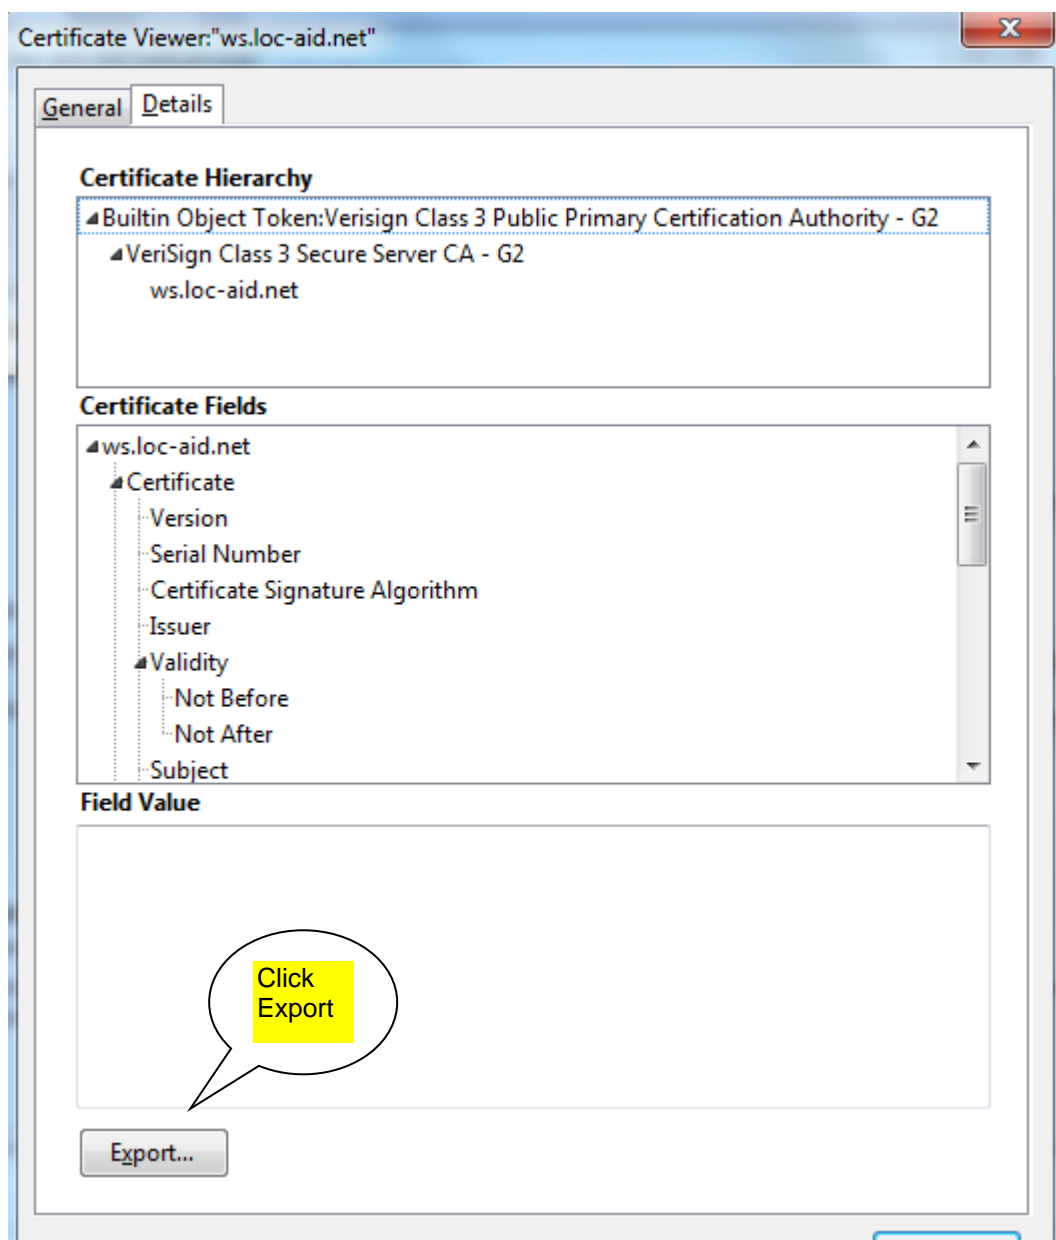 Certificate Viewer:"ws.loc-aid.net"
x
General Details
Certificate Hierarchy
Builtin Object Token:Verisign Class 3 Public Primary Certification Authority - G2
VeriSign Class 3 Secure Server CA - G2
ws.loc-aid.net
Certificate Fields
ws.loc-aid.net
Certificate
Version
Serial Number
Certificate Signature Algorithm
Issuer
Validity
Not Before
Not After
Subject
Field Value
Click
Export
Export...